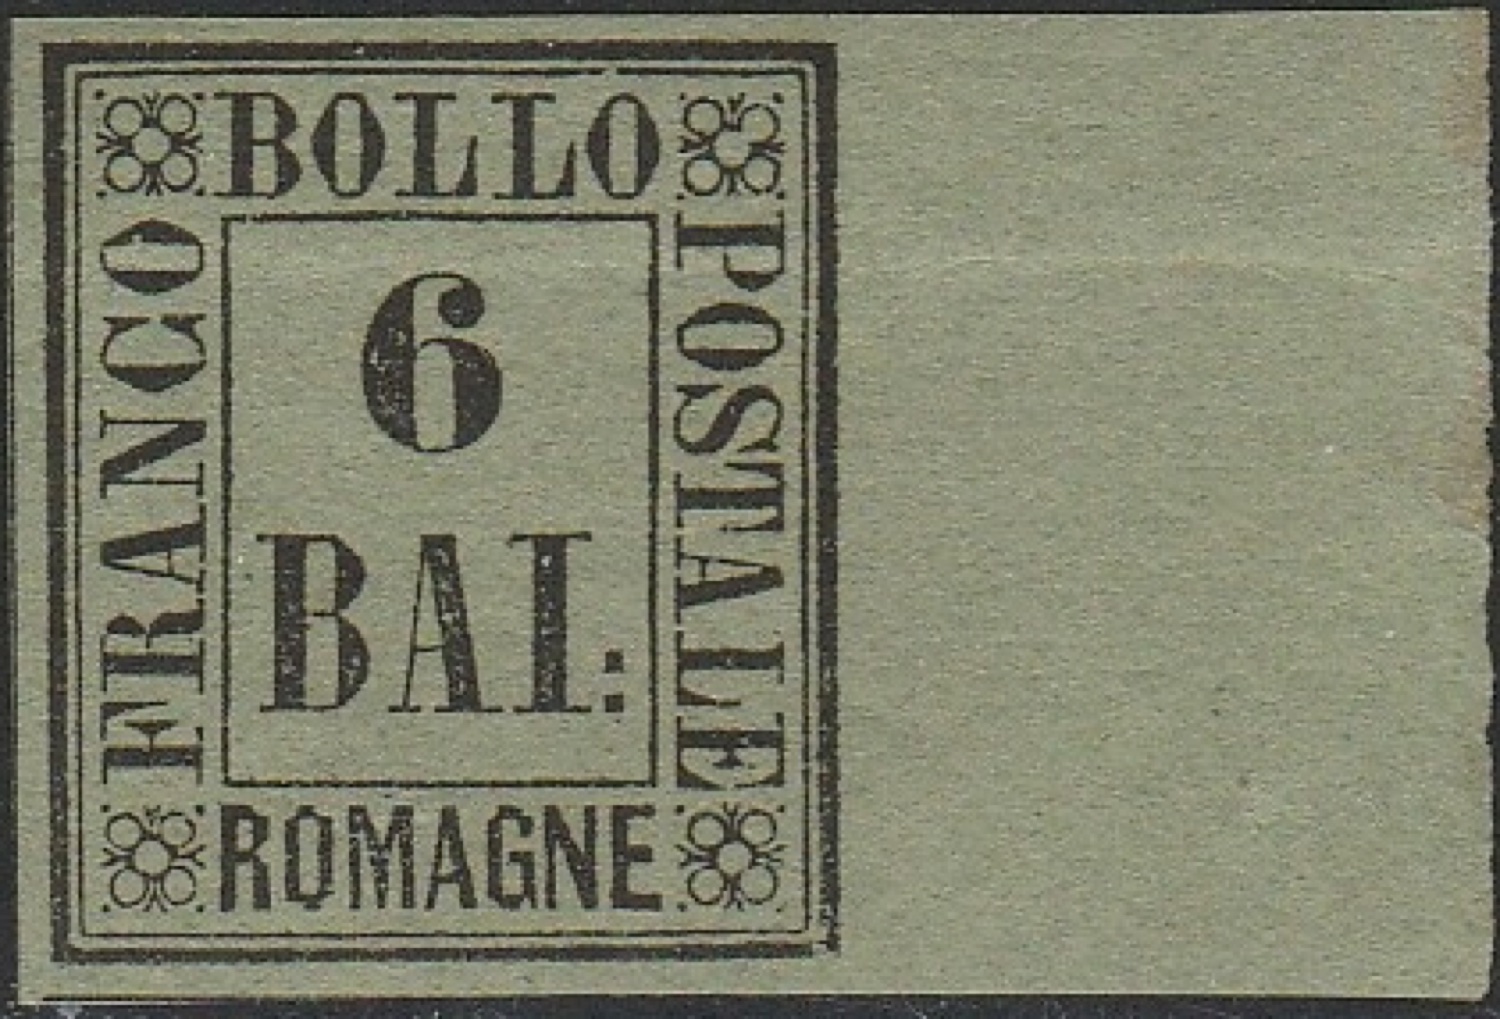 FRANCO
BOLLO
POSTALE
6
BAI:
ROMAGNE